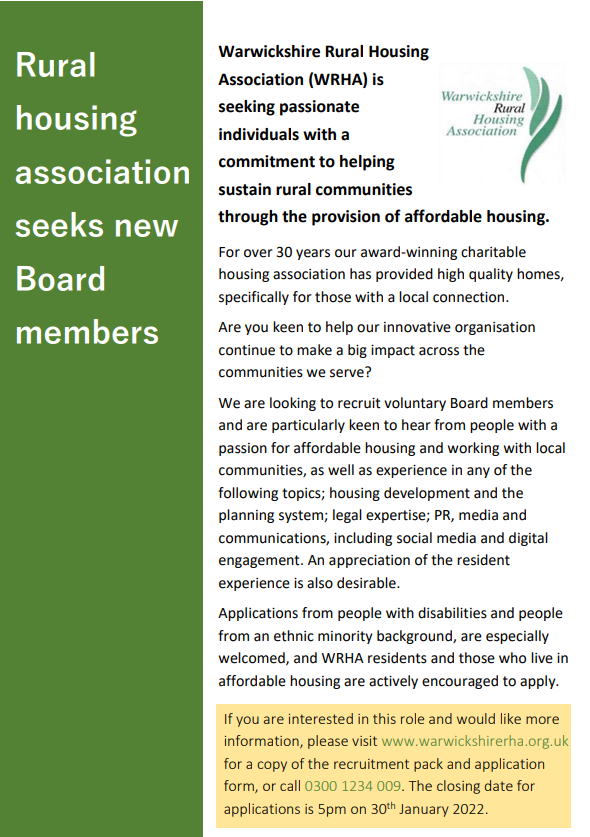 Rural
housing
association
seeks new
Board
members
Warwickshire Rural Housing
Association (WRHA) is
seeking passionate
individuals with a
commitment to helping
sustain rural communities
through the provision of affordable housing.
Warwickshire
Rural
Housing
Association
For over 30 years our award-winning charitable
housing association has provided high quality homes,
specifically for those with a local connection.
Are you keen to help our innovative organisation
continue to make a big impact across the
communities we serve?
We are looking to recruit voluntary Board members
and are particularly keen to hear from people with a
passion for affordable housing and working with local
communities, as well as experience in any of the
following topics; housing development and the
planning system; legal expertise; PR, media and
communications, including social media and digital
engagement. An appreciation of the resident
experience is also desirable.
Applications from people with disabilities and people
from an ethnic minority background, are especially
welcomed, and WRHA residents and those who live in
affordable housing are actively encouraged to apply.
If you are interested in this role and would like more
information, please visit www.warwickshirerha.org.uk
for a copy of the recruitment pack and application
form, or call 0300 1234 009. The closing date for
applications is 5pm on 30th January 2022.